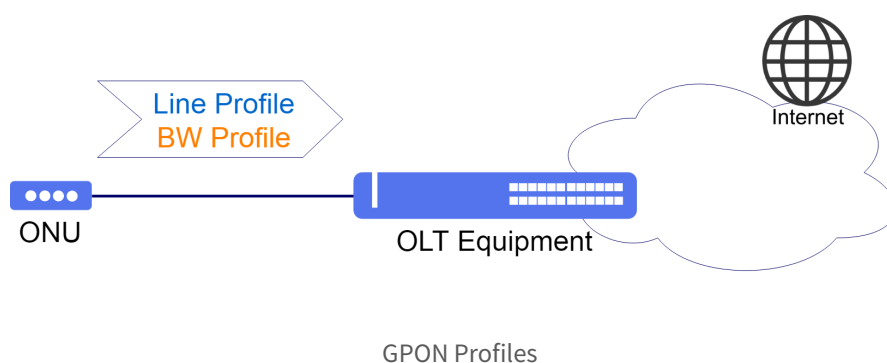 Line Profile
BW Profile
Internet
ONU
OLT Equipment
GPON Profiles